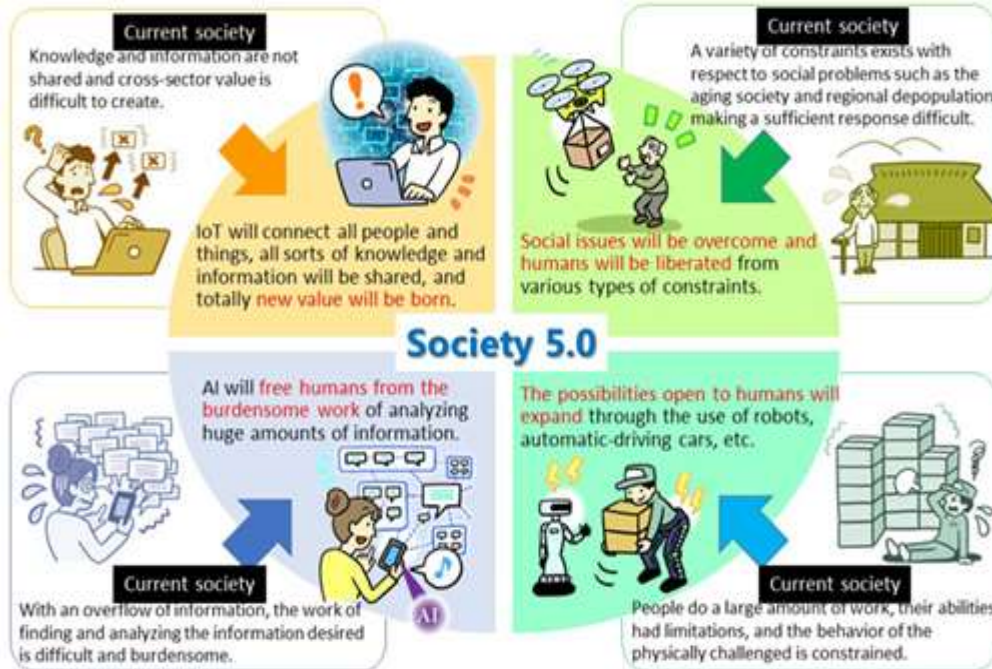 Current society
Knowledge and information are not
shared and cross-sector value is
difficult to create.
IoT will connect all people and
things, all sorts of knowledge and
information will be shared, and
totally new value will be born.
Current society
A variety of constraints exists with
respect to social problems such as the
aging society and regional depopulation
making a sufficient response difficult.
Social issues will be overcome and
humans will be liberated from
various types of constraints.
Society 5.0
AI will free humans from the
burdensome work of analyzing
huge amounts of information.
AI
Current society
With an overflow of information, the work of
finding and analyzing the information desired
is difficult and burdensome.
The possibilities open to humans will
expand through the use of robots,
automatic-driving cars, etc.
Current society
People do a large amount of work, their abilities
had limitations, and the behavior of the
physically challenged is constrained.